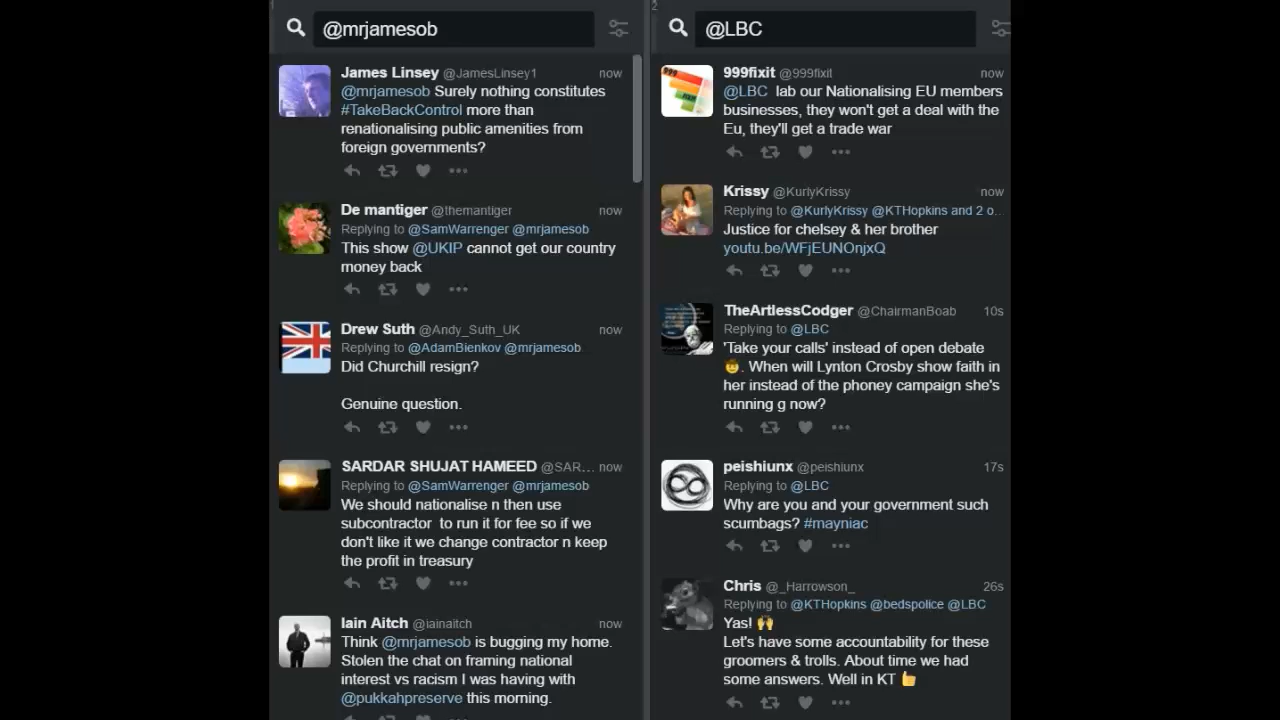 1
@mrjamesob
James Linsey @JamesLinsey1 now
@mrjamesob Surely nothing constitutes
#TakeBackControl more than
renationalising public amenities from
foreign governments?
De mantiger @themantiger now
Replying to @SamWarrenger @mrjamesob
This show @UKIP cannot get our country
money back
Drew Suth @Andy_Suth_UK now
Replying to @AdamBienkov @mrjamesob
Did Churchill resign?
Genuine question.
SARDAR SHUJAT HAMEED @SAR... now
Replying to @SamWarrenger @mrjamesob
We should nationalise n then use
subcontractor to run it for fee so if we
don't like it we change contractor n keep
the profit in treasury
Iain Aitch @iainaitch now
Think @mrjamesob is bugging my home.
Stolen the chat on framing national
interest vs racism I was having with
@pukkahpreserve this morning.
2
@LBC
999fixit @999fixit now
@LBC lab our Nationalising EU members
businesses, they won't get a deal with the
Eu, they'll get a trade war
Krissy @KurlyKrissy now
Replying to @KurlyKrissy @KTHopkins and 2 o..
Justice for chelsey & her brother
youtu.be/WFjEUNOnjxQ
TheArtlessCodger @ChairmanBoab 10s
Replying to @LBC
'Take your calls' instead of open debate
🤠. When will Lynton Crosby show faith in
her instead of the phoney campaign she's
running g now?
peishiunx @peishiunx 17s
Replying to @LBC
Why are you and your government such
scumbags? #mayniac
Chris @_Harrowson_ 26s
Replying to @KTHopkins @bedspolice @LBC
Yas! 🙌
Let's have some accountability for these
groomers & trolls. About time we had
some answers. Well in KT 👍